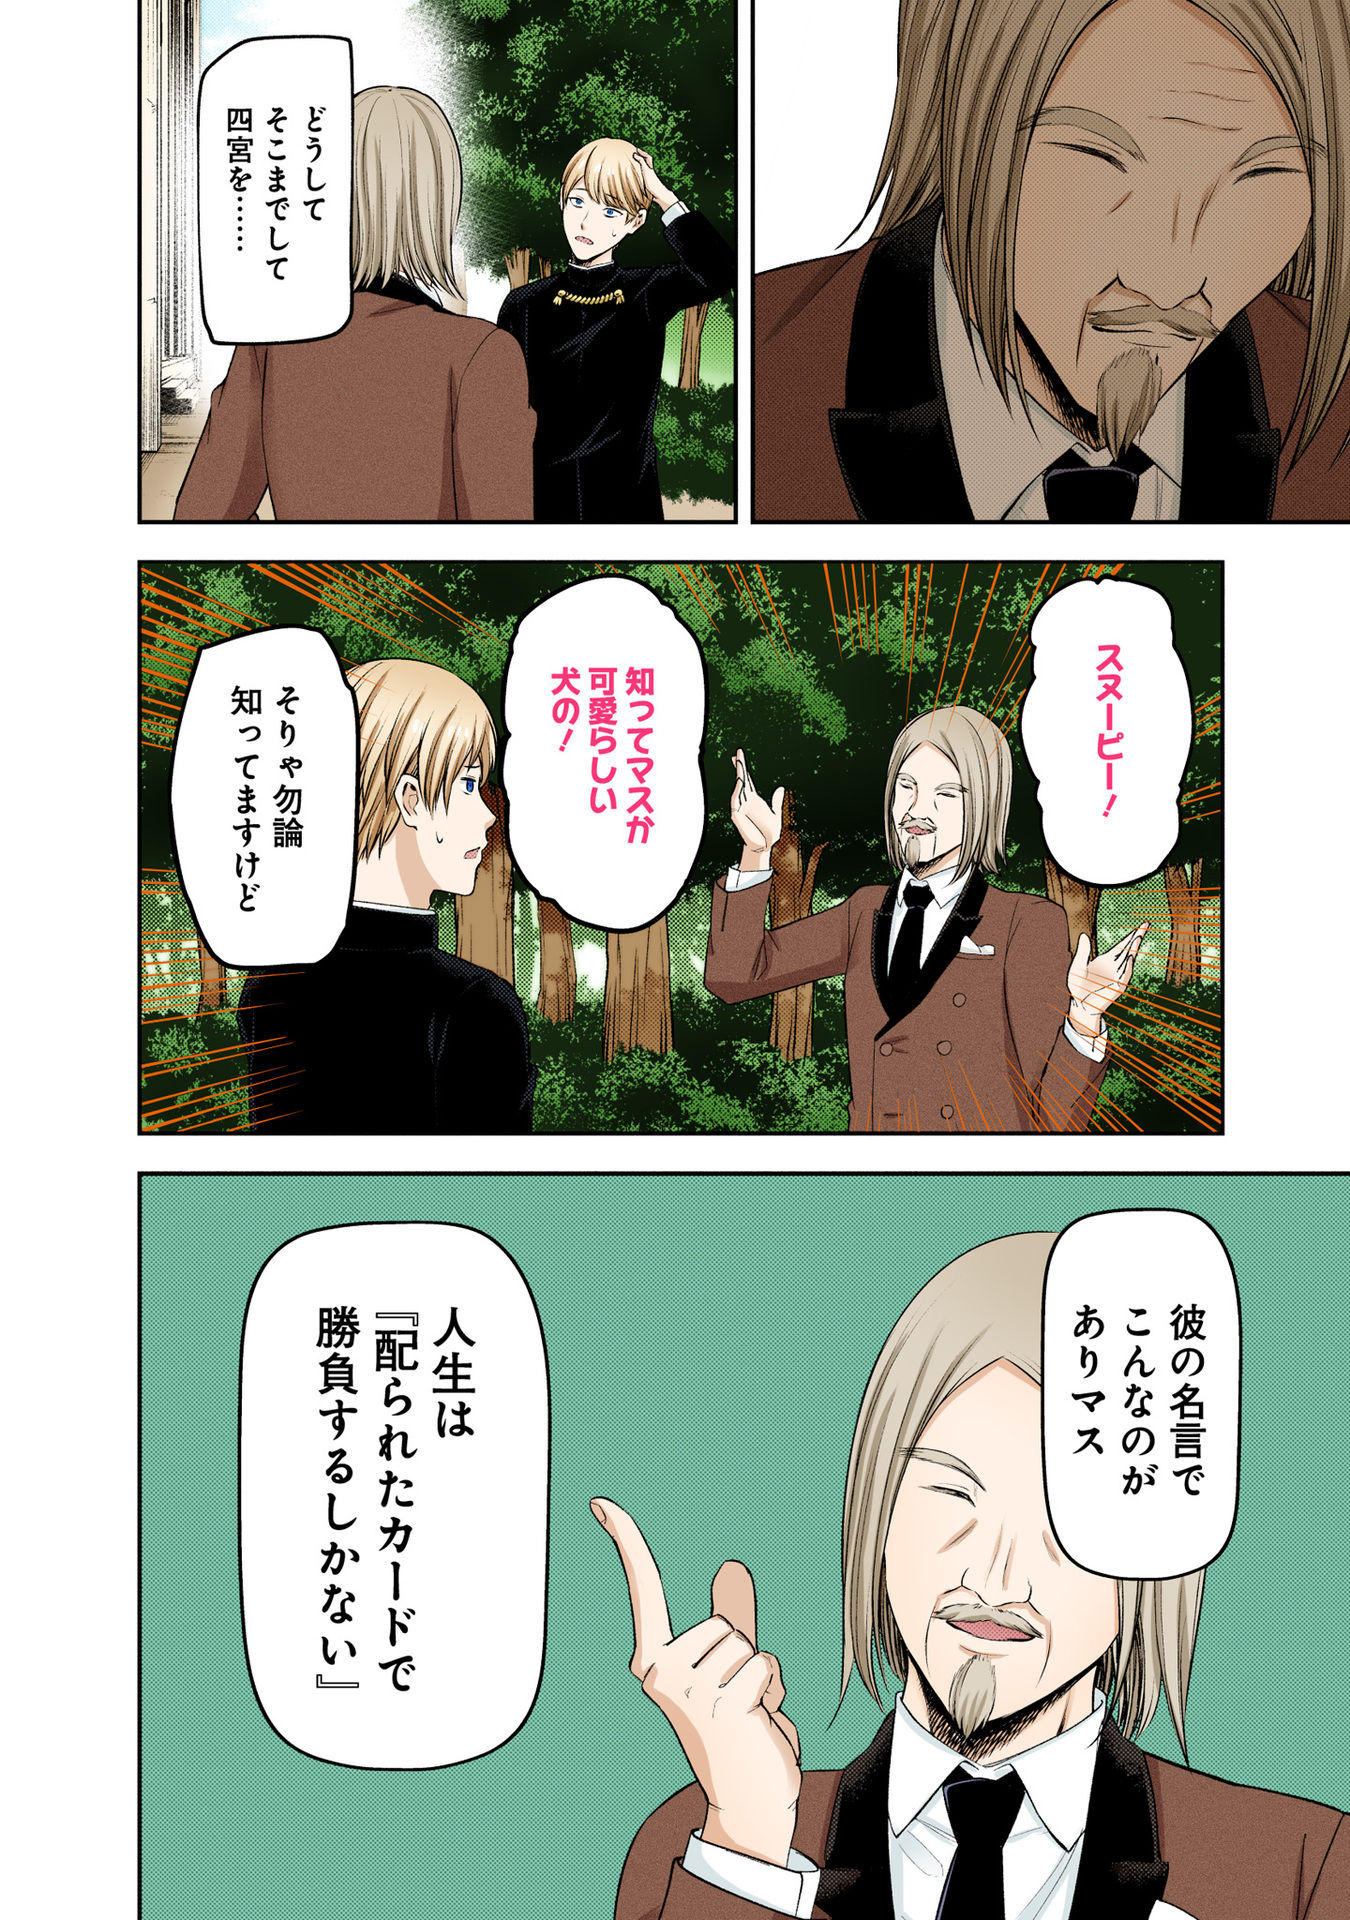 どうして
そこまでして
四宮を……
スヌーピー！
知ってマスか
可愛らしい
犬の！
そりゃ勿論
知ってますけど
彼の名言で
こんなのが
ありマス
人生は
『配られたカードで
勝負するしかない』